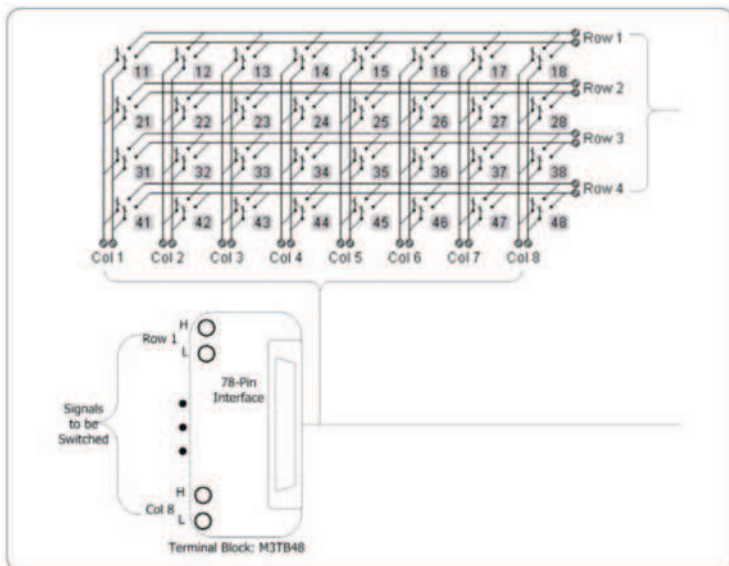 Row 1
11 12 13 14 15 16 17 18
Row 2
21 22 23 24 25 26 27 28
Row 3
31 32 33 34 35 36 37 38
Row 4
41 42 43 44 45 46 47 48
Col 1 Col 2 Col 3 Col 4 Col 5 Col 6 Col 7 Col 8
H
Row 1
L
78-Pin
Interface
Signals
to be
Switched
H
Col 8
L
Terminal Block: M3TB48